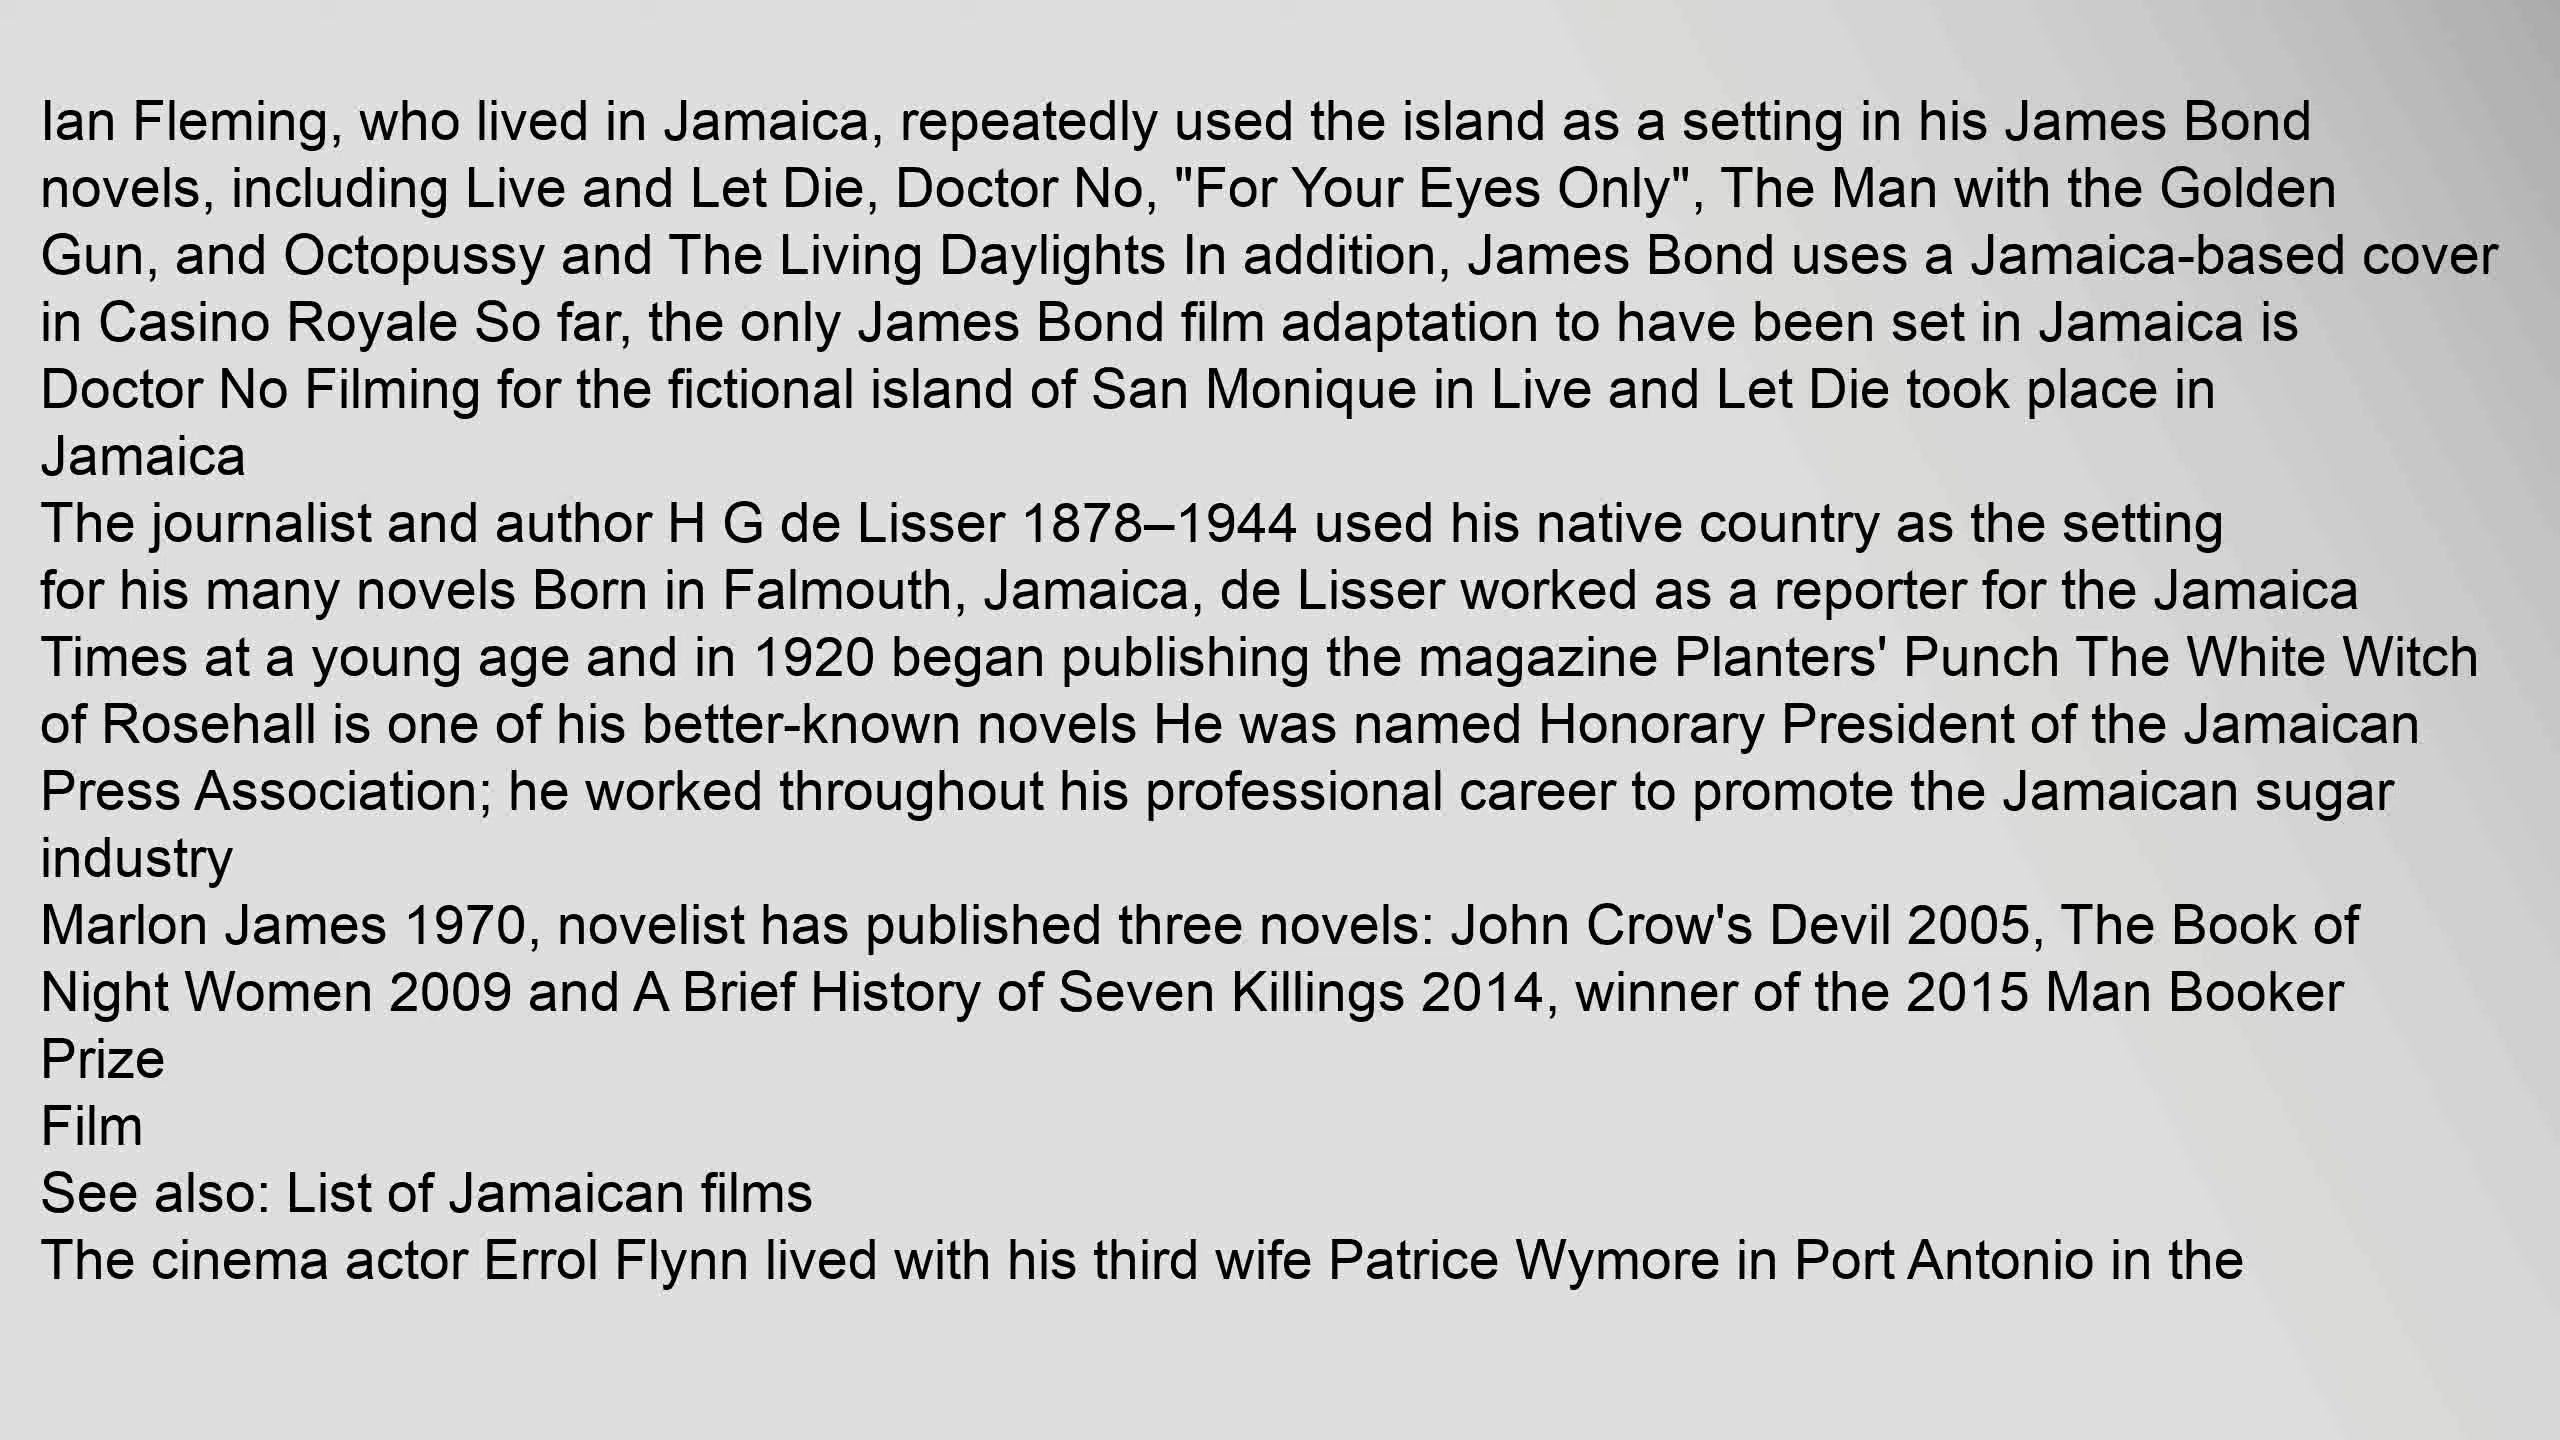 Ian Fleming, who lived in Jamaica, repeatedly used the island as a setting in his James Bond
novels, including Live and Let Die, Doctor No, "For Your Eyes Only", The Man with the Golden
Gun, and Octopussy and The Living Daylights In addition, James Bond uses a Jamaica-based cover
in Casino Royale So far, the only James Bond film adaptation to have been set in Jamaica is
Doctor No Filming for the fictional island of San Monique in Live and Let Die took place in
Jamaica
The journalist and author H G de Lisser 1878–1944 used his native country as the setting
for his many novels Born in Falmouth, Jamaica, de Lisser worked as a reporter for the Jamaica
Times at a young age and in 1920 began publishing the magazine Planters' Punch The White Witch
of Rosehall is one of his better-known novels He was named Honorary President of the Jamaican
Press Association; he worked throughout his professional career to promote the Jamaican sugar
industry
Marlon James 1970, novelist has published three novels: John Crow's Devil 2005, The Book of
Night Women 2009 and A Brief History of Seven Killings 2014, winner of the 2015 Man Booker
Prize
Film
See also: List of Jamaican films
The cinema actor Errol Flynn lived with his third wife Patrice Wymore in Port Antonio in the